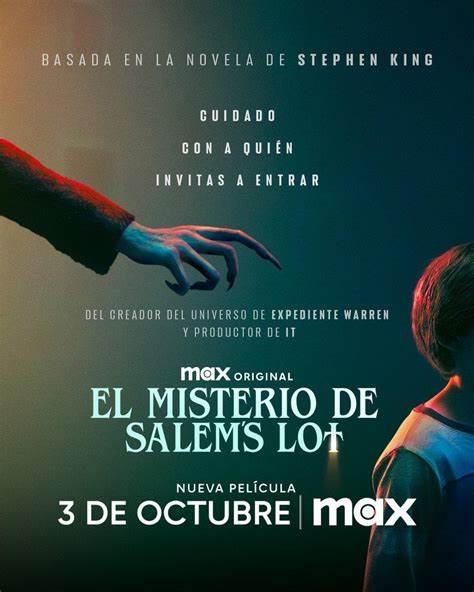 BASADA EN LA NOVELA DE STEPHEN KING
CUIDADO
CON A QUIÉN
INVITAS A ENTRAR
DEL CREADOR DEL UNIVERSO DE EXPEDIENTE WARREN
Y PRODUCTOR DE IT
max ORIGINAL
EL MISTERIO DE
SALEM'S LOT
NUEVA PELÍCULA
3 DE OCTUBRE | max